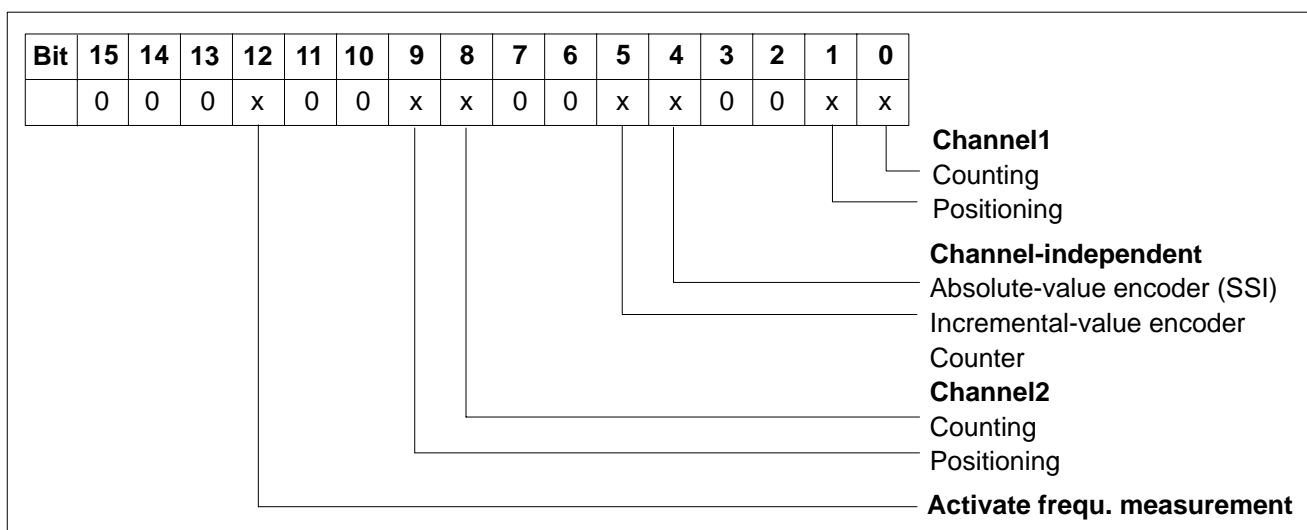 Bit 15 14 13 12 11 10 9 8 7 6 5 4 3 2 1 0
0 0 0 x 0 0 x x 0 0 x x 0 0 x x
Channel1
Counting
Positioning
Channel-independent
Absolute-value encoder (SSI)
Incremental-value encoder
Counter
Channel2
Counting
Positioning
Activate frequ. measurement